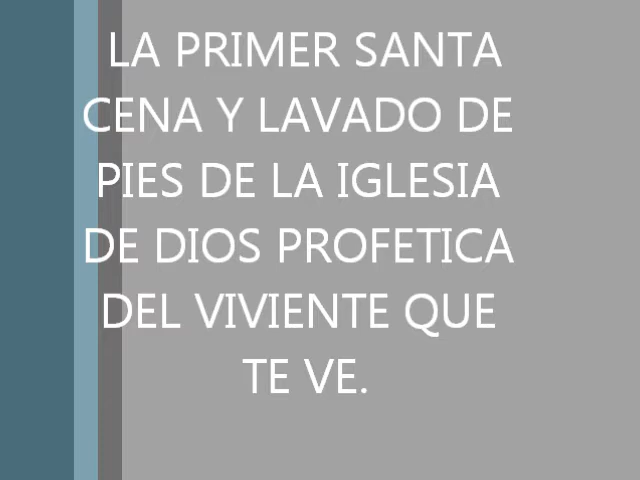 LA PRIMER SANTA
CENA Y LAVADO DE
PIES DE LA IGLESIA
DE DIOS PROFETICA
DEL VIVIENTE QUE
TE VE.